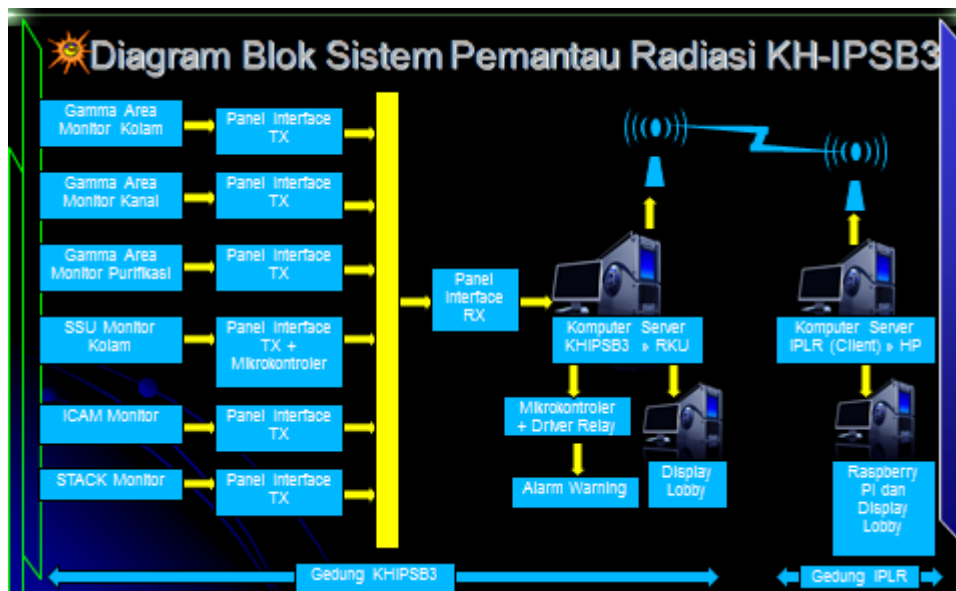 Diagram Blok Sistem Pemantau Radiasi KH-IPSB3
Gamma Area
Monitor Kolam
Panel Interface
TX
Gamma Area
Monitor Kanal
Panel Interface
TX
Gamma Area
Monitor Purifikasi
Panel Interface
TX
SSU Monitor
Kolam
Panel Interface
TX +
Mikrokontroler
ICAM Monitor
Panel Interface
TX
STACK Monitor
Panel Interface
TX
Panel
Interface
RX
Komputer Server
KHIPSB3 » RKU
Mikrokontroler
+ Driver Relay
Alarm Warning
Display
Lobby
Komputer Server
IPLR (Client) » HP
Raspberry
Pi dan
Display
Lobby
Gedung KHIPSB3
Gedung IPLR